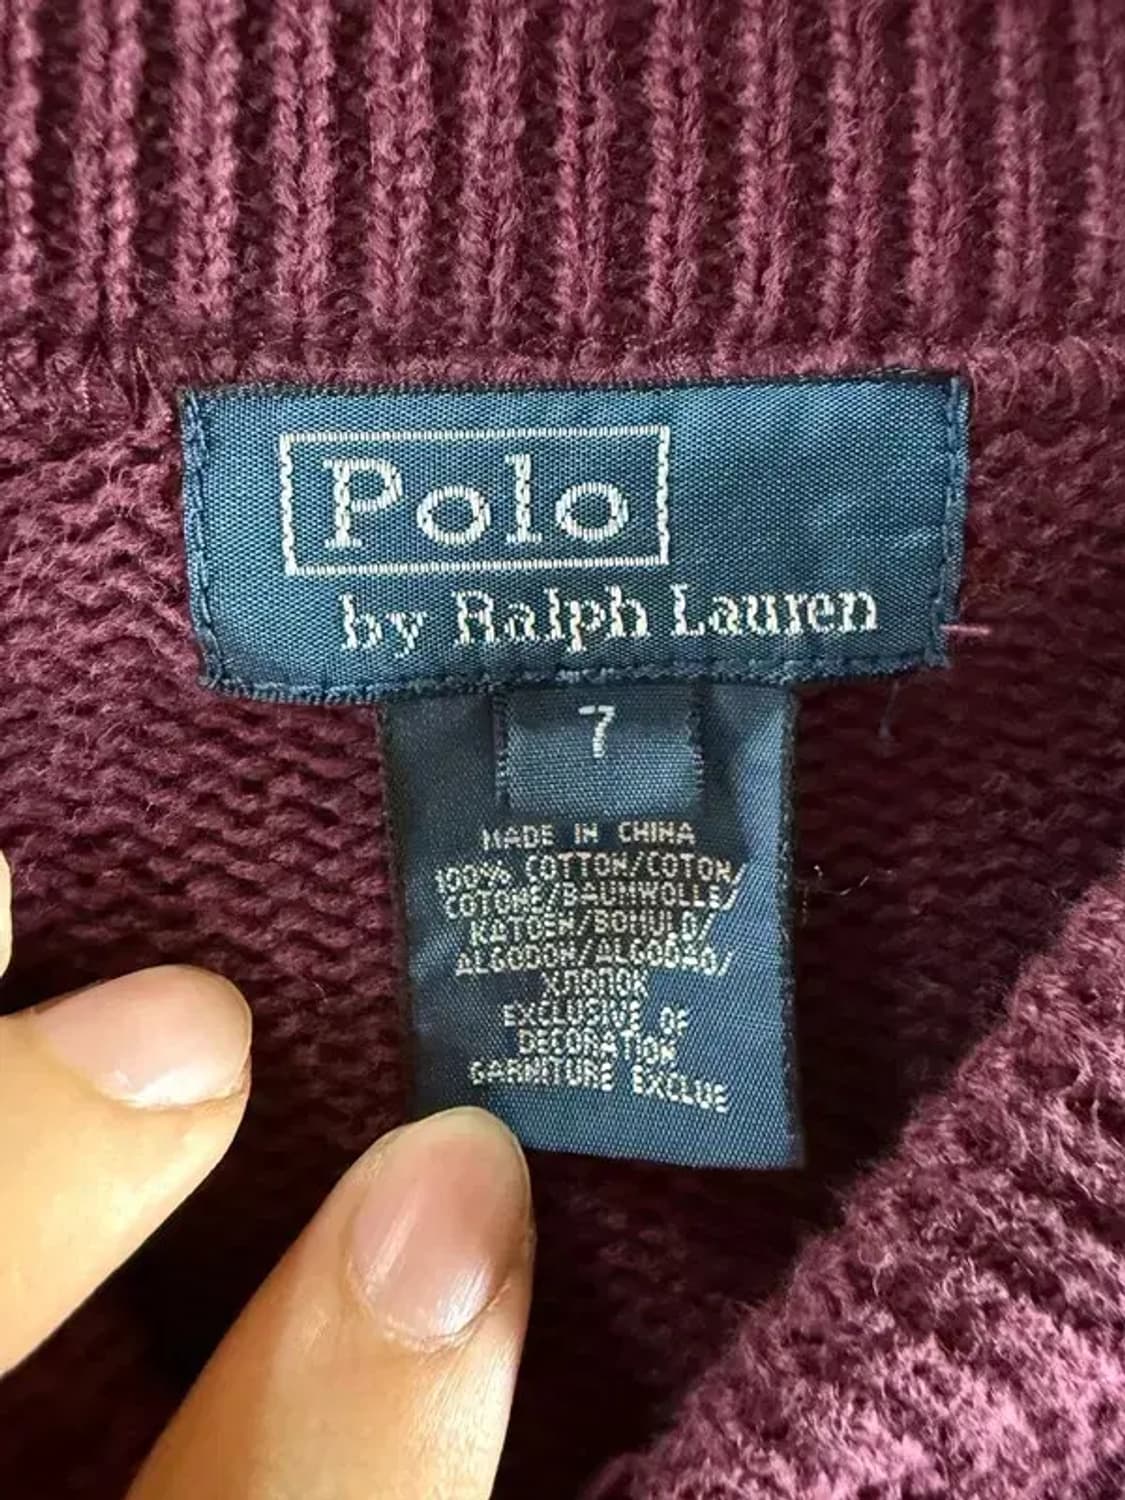 Polo
by Ralph Lauren
7
MADE IN CHINA
100% COTTON/COTON/
COTONE/BAUMWOLLE/
KATOEN/BOMULD/
ALGODON/ALGODAO/
ХЛОПОК
EXCLUSIVE OF
DECORATION
GARNITURE EXCLUE